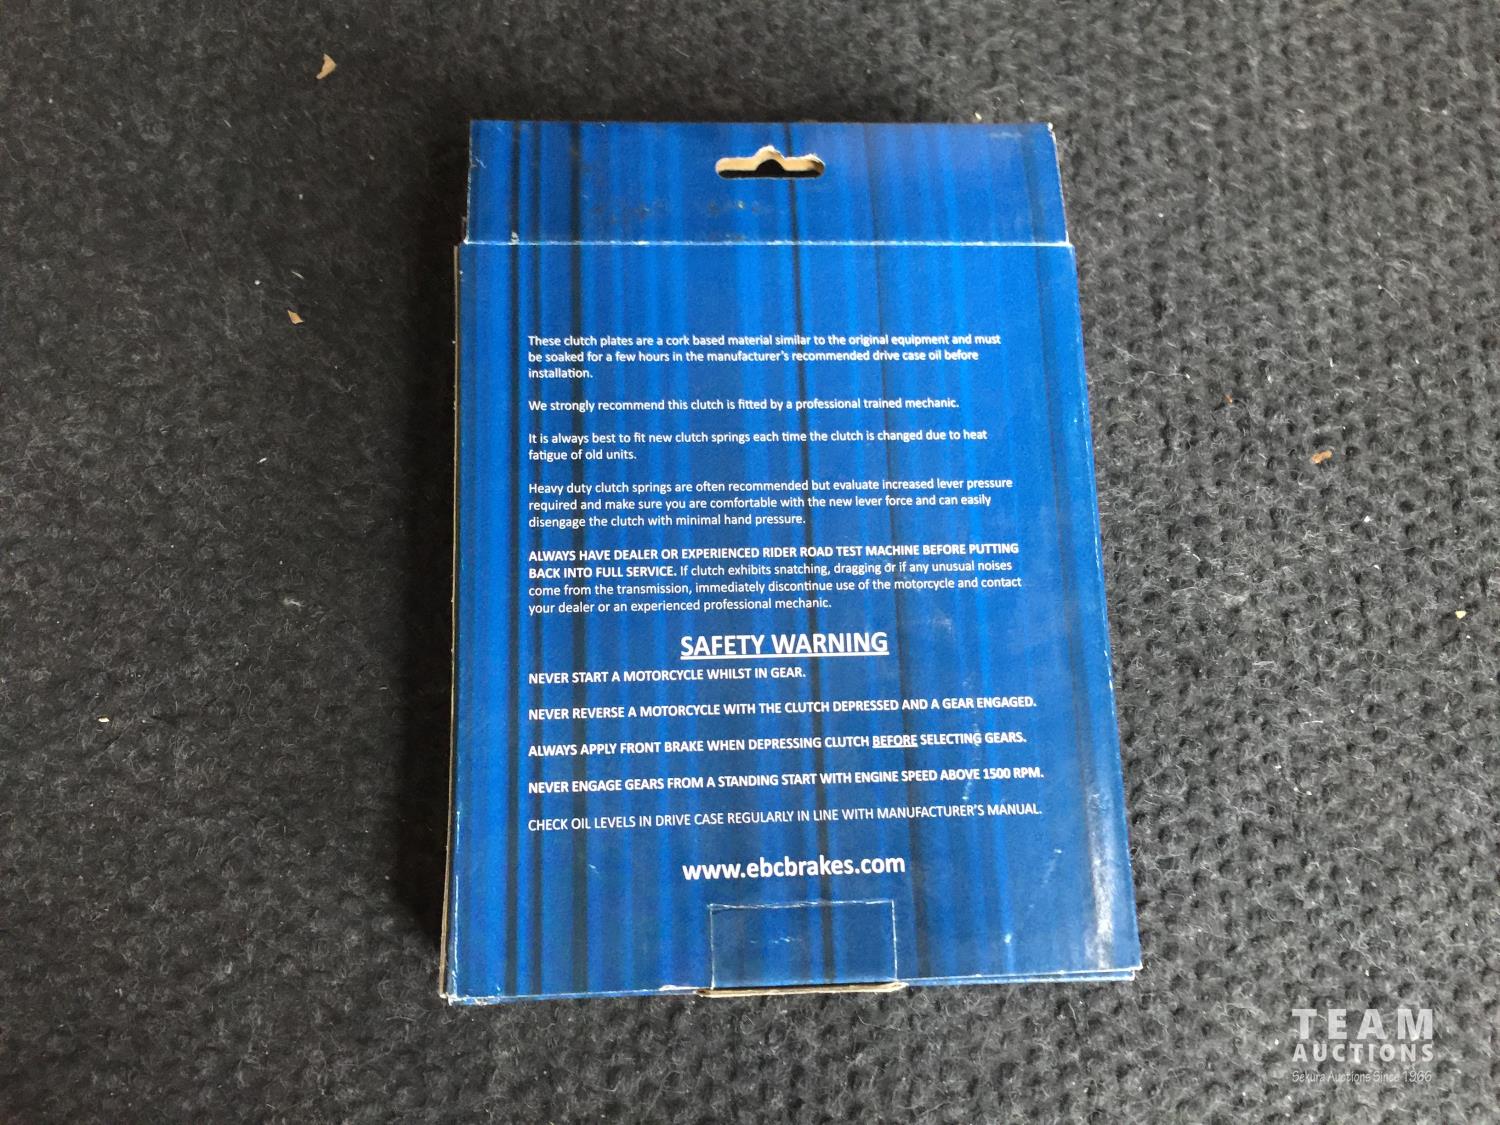 These clutch plates are a cork based material similar to the original equipment and must
be soaked for a few hours in the manufacturer's recommended drive case oil before
installation.
We strongly recommend this clutch is fitted by a professional trained mechanic.
It is always best to fit new clutch springs each time the clutch is changed due to heat
fatigue of old units.
Heavy duty clutch springs are often recommended but evaluate increased lever pressure
required and make sure you are comfortable with the new lever force and can easily
disengage the clutch with minimal hand pressure.
ALWAYS HAVE DEALER OR EXPERIENCED RIDER ROAD TEST MACHINE BEFORE PUTTING
BACK INTO FULL SERVICE. If clutch exhibits snatching, dragging or if any unusual noises
come from the transmission, immediately discontinue use of the motorcycle and contact
your dealer or an experienced professional mechanic.
SAFETY WARNING
NEVER START A MOTORCYCLE WHILST IN GEAR.
NEVER REVERSE A MOTORCYCLE WITH THE CLUTCH DEPRESSED AND A GEAR ENGAGED.
ALWAYS APPLY FRONT BRAKE WHEN DEPRESSING CLUTCH BEFORE SELECTING GEARS.
NEVER ENGAGE GEARS FROM A STANDING START WITH ENGINE SPEED ABOVE 1500 RPM.
CHECK OIL LEVELS IN DRIVE CASE REGULARLY IN LINE WITH MANUFACTURER'S MANUAL.
www.ebcbrakes.com
TEAM
AUCTIONS
Sekura Auctions Since 1966